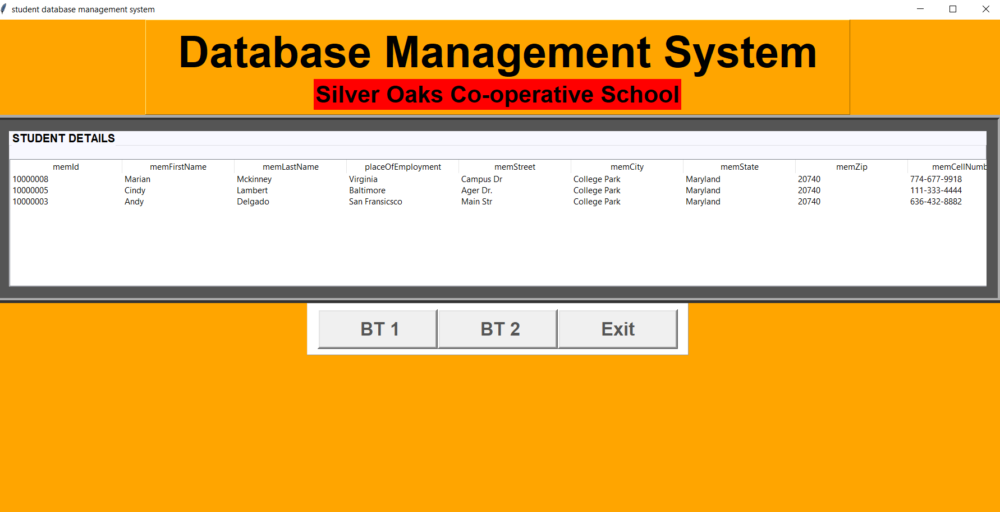 student database management system
Database Management System
Silver Oaks Co-operative School
STUDENT DETAILS
memId memFirstName memLastName placeOfEmployment memStreet memCity memState memZip memCellNumb
10000008 Marian Mckinney Virginia Campus Dr College Park Maryland 20740 774-677-9918
10000005 Cindy Lambert Baltimore Ager Dr. College Park Maryland 20740 111-333-4444
10000003 Andy Delgado San Fransicsco Main Str College Park Maryland 20740 636-432-8882
BT 1 BT 2 Exit